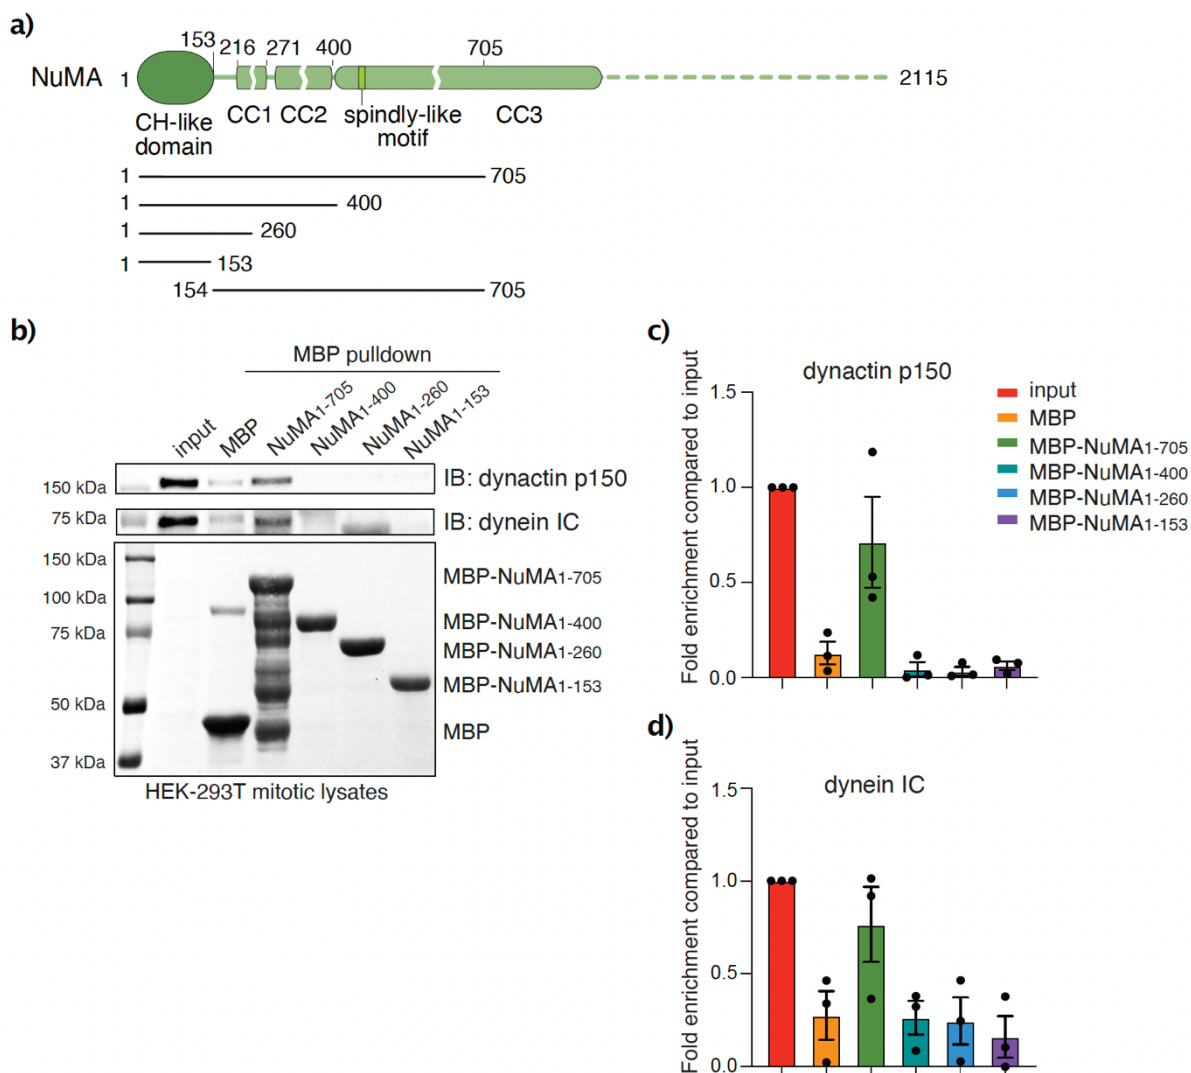 a)
153 216 271 400 705
NuMA 1 2115
CH-like domain
CC1 CC2 spindly-like motif CC3
1 705
1 400
1 260
1 153
154 705
b)
MBP pulldown
input MBP NuMA1-705 NuMA1-400 NuMA1-260 NuMA1-153
150 kDa IB: dynactin p150
75 kDa IB: dynein IC
150 kDa
100 kDa
75 kDa
50 kDa
37 kDa
MBP-NuMA1-705
MBP-NuMA1-400
MBP-NuMA1-260
MBP-NuMA1-153
MBP
HEK-293T mitotic lysates
c)
dynactin p150
Fold enrichment compared to input
1.5
1.0
0.5
0.0
input
MBP
MBP-NuMA1-705
MBP-NuMA1-400
MBP-NuMA1-260
MBP-NuMA1-153
d)
dynein IC
Fold enrichment compared to input
1.5
1.0
0.5
0.0